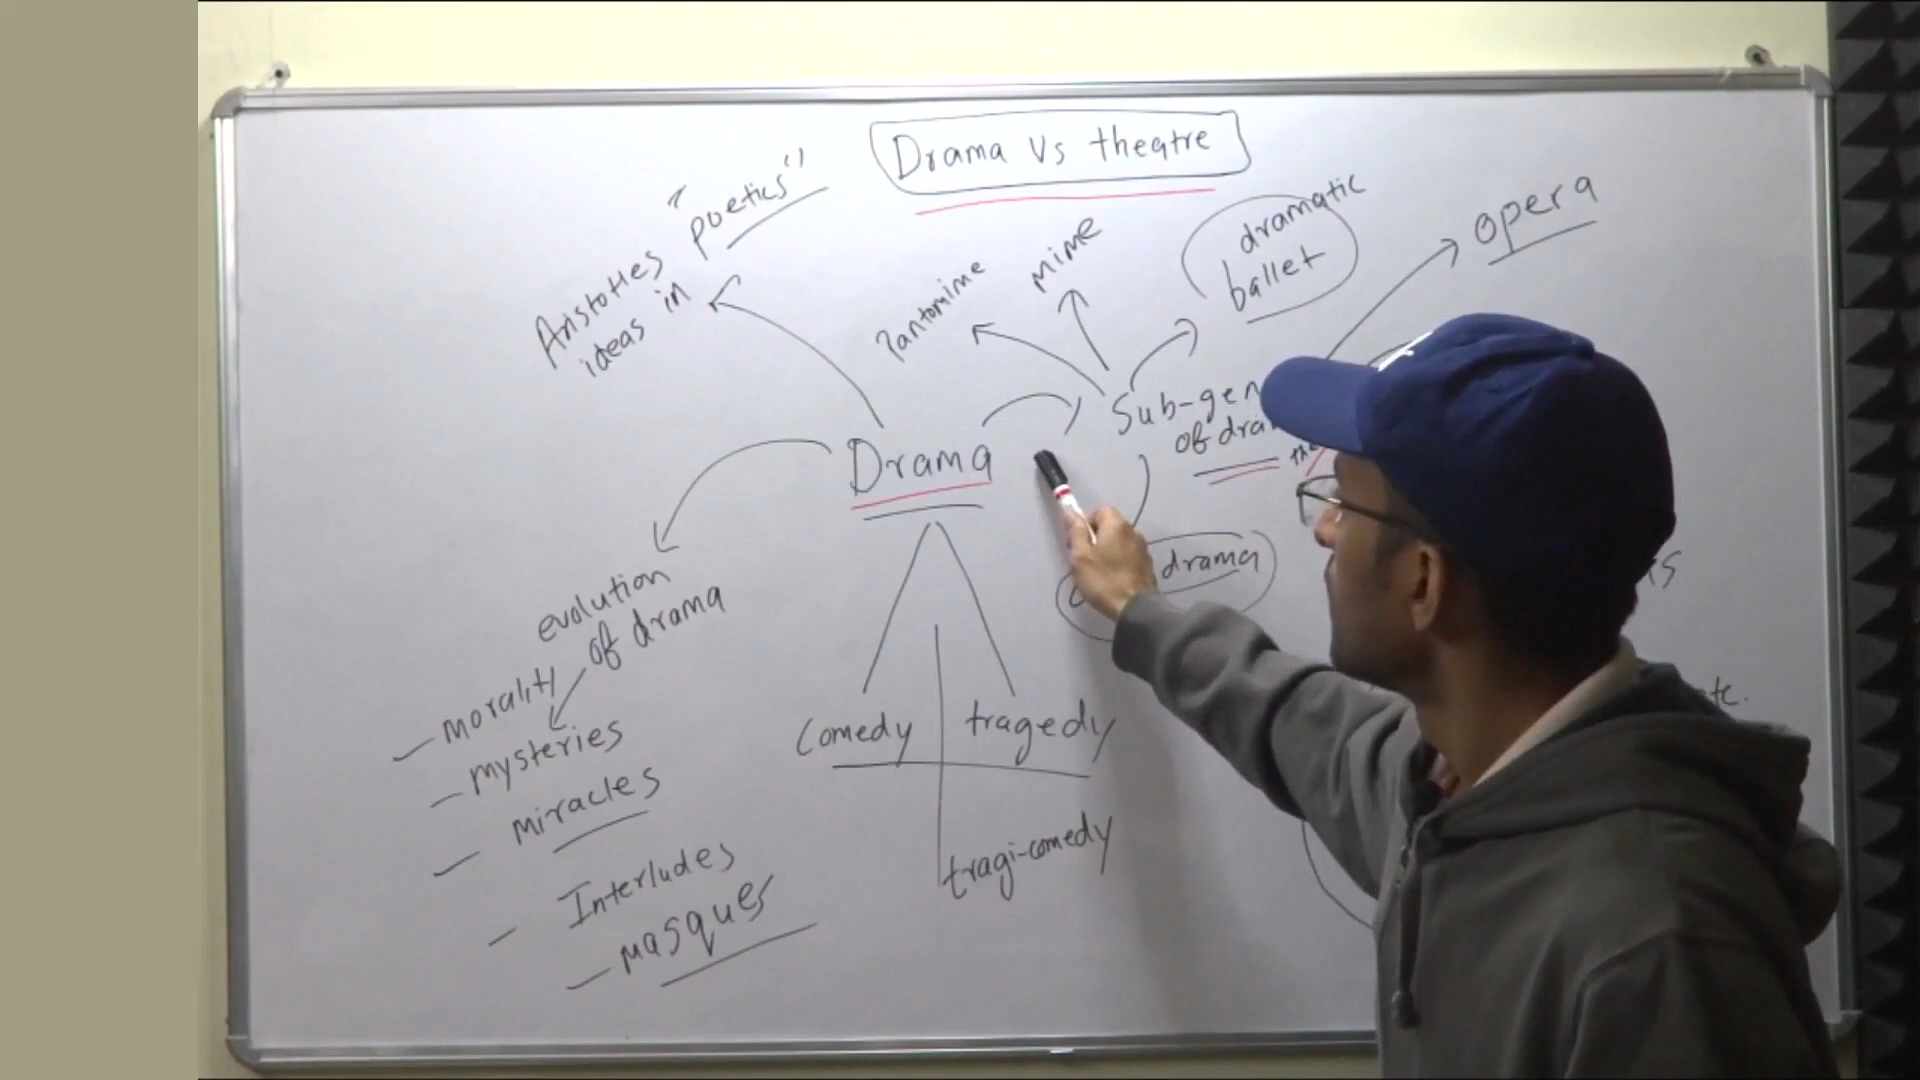 Drama Vs theatre
Aristotles
ideas in
"poetics"
Pantomime
Mime
dramatic
ballet
opera
Sub-gen
of dra
Drama
drama
evolution
of drama
– morality
– mysteries
– Miracles
– Interludes
– Masques
Comedy
tragedy
tragi-comedy
etc.